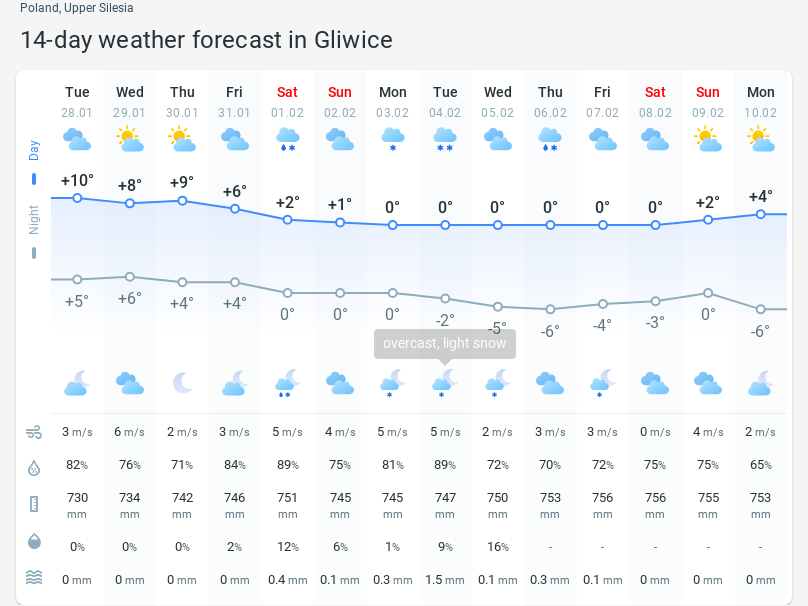 Poland, Upper Silesia
14-day weather forecast in Gliwice
Tue Wed Thu Fri Sat Sun Mon Tue Wed Thu Fri Sat Sun Mon
28.01 29.01 30.01 31.01 01.02 02.02 03.02 04.02 05.02 06.02 07.02 08.02 09.02 10.02
Day
+10° +8° +9° +6° +2° +1° 0° 0° 0° 0° 0° 0° +2° +4°
Night
+5° +6° +4° +4° 0° 0° 0° -2° -5° -6° -4° -3° 0° -6°
overcast, light snow
3 m/s 6 m/s 2 m/s 3 m/s 5 m/s 4 m/s 5 m/s 5 m/s 2 m/s 3 m/s 3 m/s 0 m/s 4 m/s 2 m/s
82% 76% 71% 84% 89% 75% 81% 89% 72% 70% 72% 75% 75% 65%
730 734 742 746 751 745 745 747 750 753 756 756 755 753
mm mm mm mm mm mm mm mm mm mm mm mm mm mm
0% 0% 0% 2% 12% 6% 1% 9% 16% - - - - -
0 mm 0 mm 0 mm 0 mm 0.4 mm 0.1 mm 0.3 mm 1.5 mm 0.1 mm 0.3 mm 0.1 mm 0 mm 0 mm 0 mm